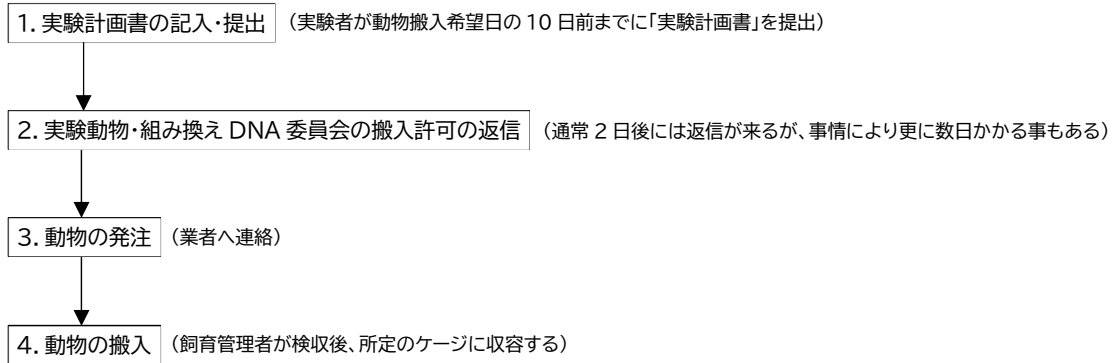 1. 実験計画書の記入・提出 （実験者が動物搬入希望日の 10 日前までに「実験計画書」を提出）
2. 実験動物・組み換え DNA 委員会の搬入許可の返信 （通常 2 日後には返信が来るが、事情により更に数日かかる事もある）
3. 動物の発注 （業者へ連絡）
4. 動物の搬入 （飼育管理者が検収後、所定のケージに収容する）